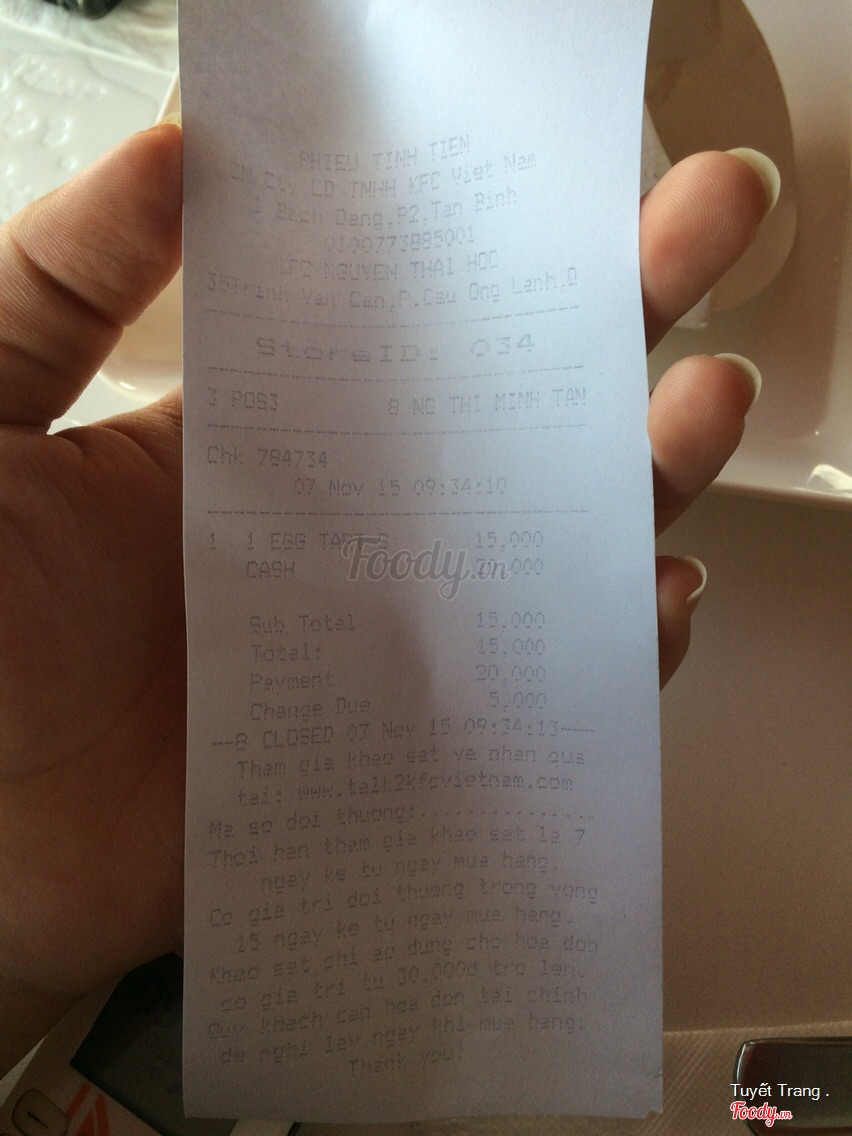 PHIEU TINH TIEN
CN Cty LD TNHH KFC Viet Nam
1 Bach Dang,P2,Tan Binh
0100773885001
KFC NGUYEN THAI HOC
35Trinh Van Can,P.Cau Ong Lanh,Q
StoreID: 034
3 POS3 8 NG THI MINH TAN
Chk 784734
07 Nov 15 09:34:10
1 1 EGG TART S 15,000
CASH 20,000
Sub Total 15,000
Total: 15,000
Payment 20,000
Change Due 5,000
---8 CLOSED 07 Nov 15 09:34:13----
Tham gia khao sat va nhan qua
tai: www.talk2kfcvietnam.com
Ma so doi thuong:...............
Thoi han tham gia khao sat la 7
ngay ke tu ngay mua hang.
Co gia tri doi thuong trong vong
15 ngay ke tu ngay mua hang.
Khao sat chi ap dung cho hoa don
co gia tri tu 30.000d tro len.
Quy khach can hoa don tai chinh
de nghi lay ngay khi mua hang.
Thank you!
Foody.vn
Tuyết Trang .
Foody.vn